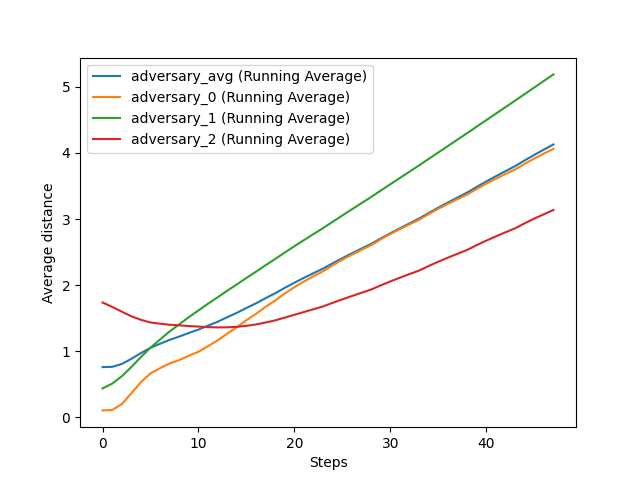 adversary_avg (Running Average)
adversary_0 (Running Average)
adversary_1 (Running Average)
adversary_2 (Running Average)
Average distance
5
4
3
2
1
0
0 10 20 30 40
Steps